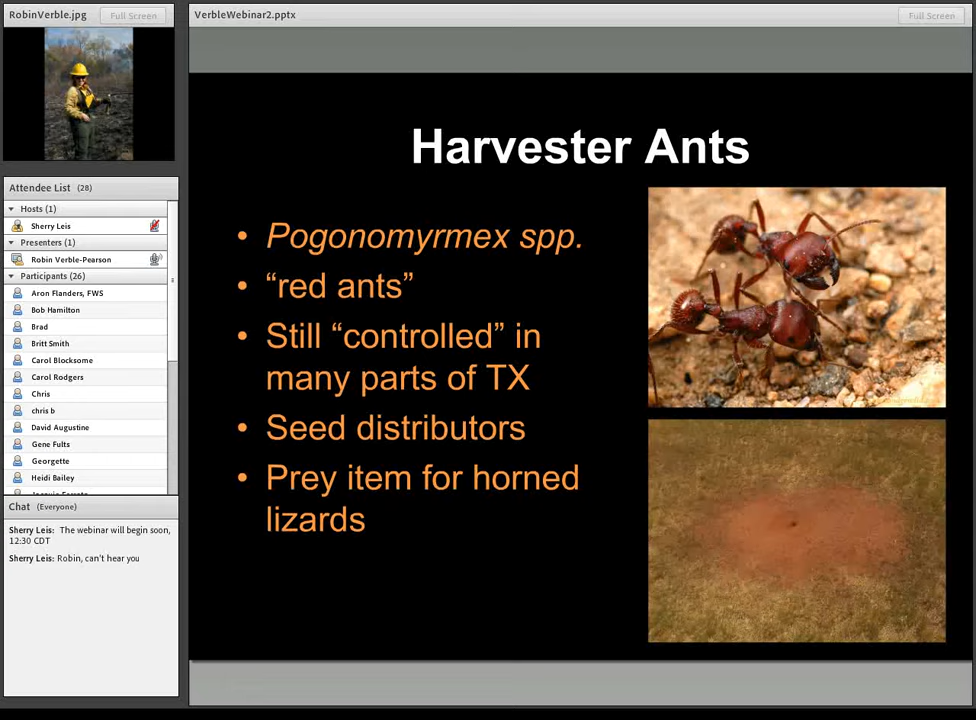 RobinVerble.jpg
Full Screen
VerbleWebinar2.pptx
Full Screen
Attendee List (28)
Hosts (1)
Sherry Leis
Presenters (1)
Robin Verble-Pearson
Participants (26)
Aron Flanders, FWS
Bob Hamilton
Brad
Britt Smith
Carol Blocksome
Carol Rodgers
Chris
chris b
David Augustine
Gene Fults
Georgette
Heidi Bailey
Chat (Everyone)
Sherry Leis: The webinar will begin soon,
12:30 CDT
Sherry Leis: Robin, can't hear you
Harvester Ants
• Pogonomyrmex spp.
• “red ants”
• Still “controlled” in
many parts of TX
• Seed distributors
• Prey item for horned
lizards